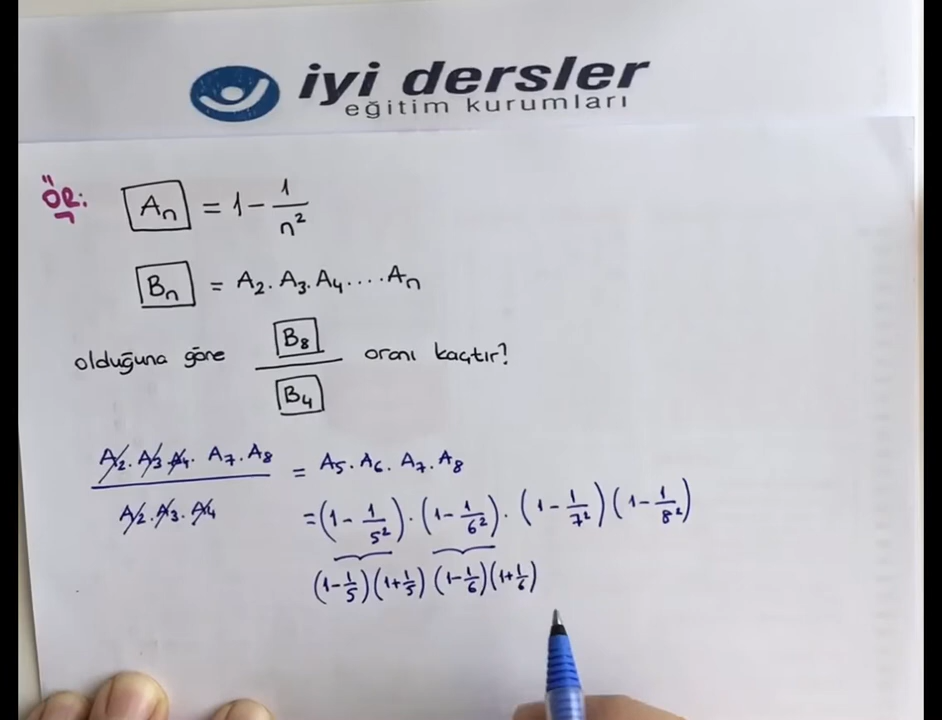 iyi dersler
eğitim kurumları
ÖR: Aₙ = 1 - 1/n²
Bₙ = A₂. A₃. A₄.... Aₙ
olduğuna göre B₈/B₄ oranı kaçtır?
A₂. A₃. A₄. A₇. A₈ / A₂. A₃. A₄ = A₅. A₆. A₇. A₈
= (1 - 1/5²). (1 - 1/6²). (1 - 1/7²)(1 - 1/8²)
(1 - 1/5)(1 + 1/5) (1 - 1/6)(1 + 1/6)